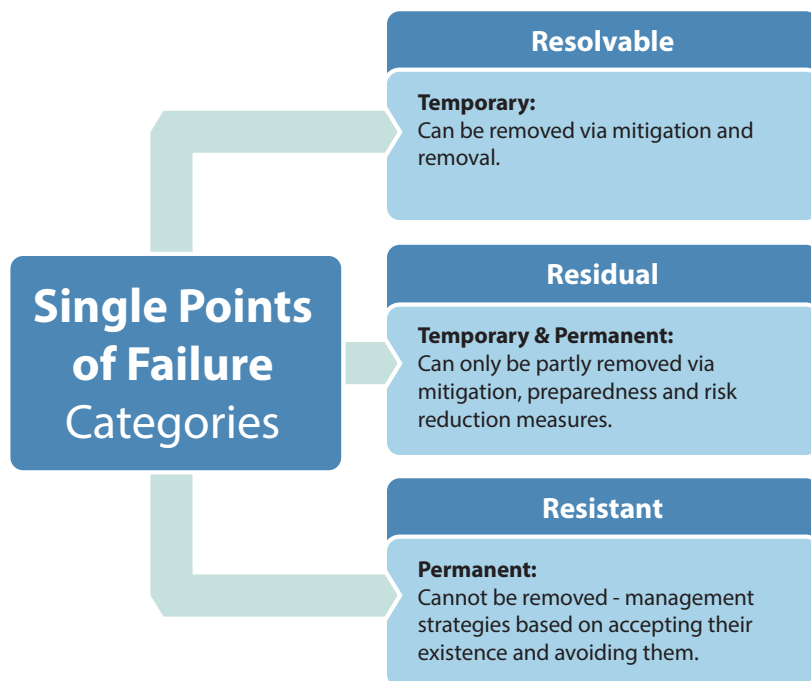 Single Points
of Failure
Categories
Resolvable
Temporary:
Can be removed via mitigation and
removal.
Residual
Temporary & Permanent:
Can only be partly removed via
mitigation, preparedness and risk
reduction measures.
Resistant
Permanent:
Cannot be removed - management
strategies based on accepting their
existence and avoiding them.